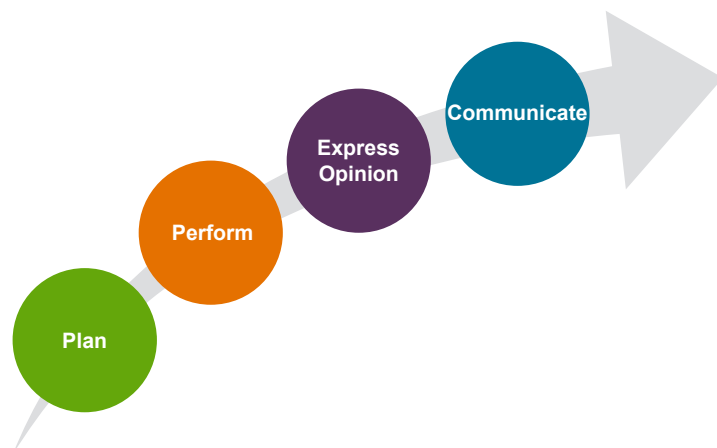 Plan
Perform
Express
Opinion
Communicate